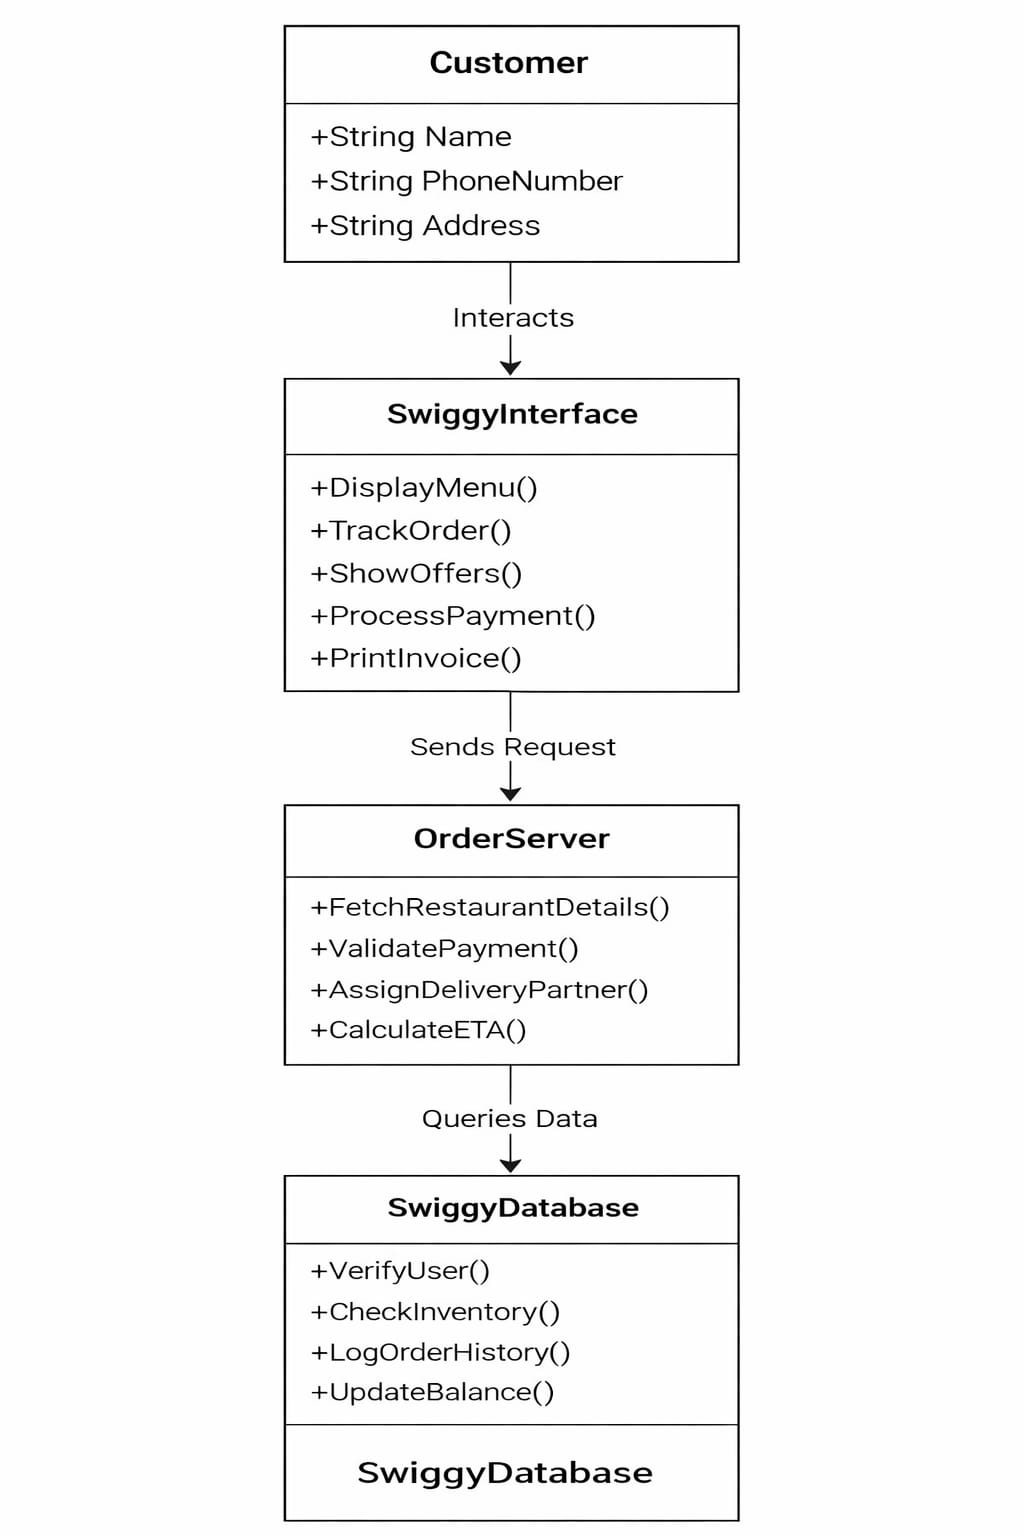 Customer
+String Name
+String PhoneNumber
+String Address
Interacts
SwiggyInterface
+DisplayMenu()
+TrackOrder()
+ShowOffers()
+ProcessPayment()
+PrintInvoice()
Sends Request
OrderServer
+FetchRestaurantDetails()
+ValidatePayment()
+AssignDeliveryPartner()
+CalculateETA()
Queries Data
SwiggyDatabase
+VerifyUser()
+CheckInventory()
+LogOrderHistory()
+UpdateBalance()
SwiggyDatabase